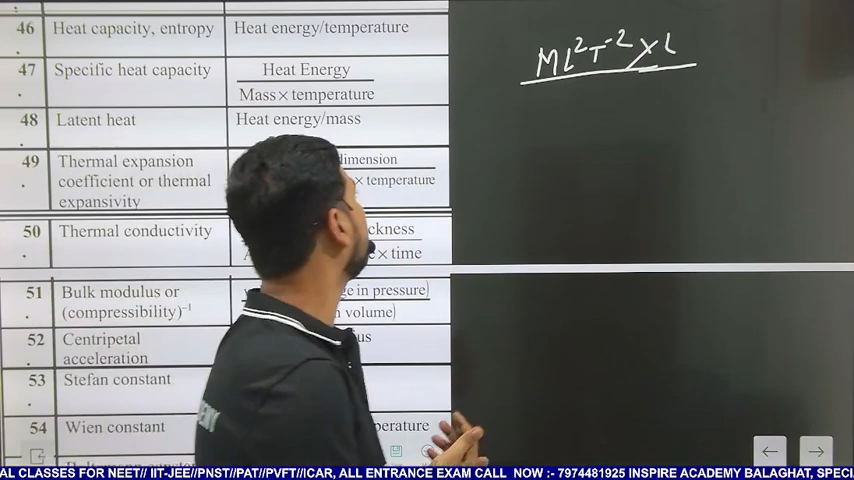 46 Heat capacity, entropy Heat energy/temperature
47 Specific heat capacity Heat Energy
. Mass× temperature
48 Latent heat Heat energy/mass
.
49 Thermal expansion dimension
. coefficient or thermal × temperature
expansivity
50 Thermal conductivity ckness
. e× time
51 Bulk modulus or ge in pressure)
. (compressibility)⁻¹ volume)
52 Centripetal us
. acceleration
53 Stefan constant
.
54 Wien constant perature
ML²T⁻² × L
AL CLASSES FOR NEET// IIT-JEE//PNST//PAT//PVFT//ICAR, ALL ENTRANCE EXAM CALL NOW :- 7974481925 INSPIRE ACADEMY BALAGHAT, SPECI